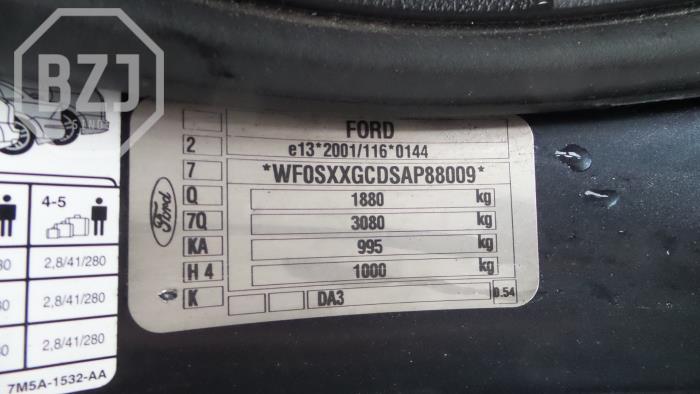 BZJ
FORD
2 e13*2001/116*0144
7 *WF0SXXGCDSAP88009*
Q 1880 kg
7Q 3080 kg
KA 995 kg
H 4 1000 kg
K DA3 0.54
Ford
4-5
80 2,8/41/280
2,8/41/280
80 2,8/41/280
7M5A-1532-AA